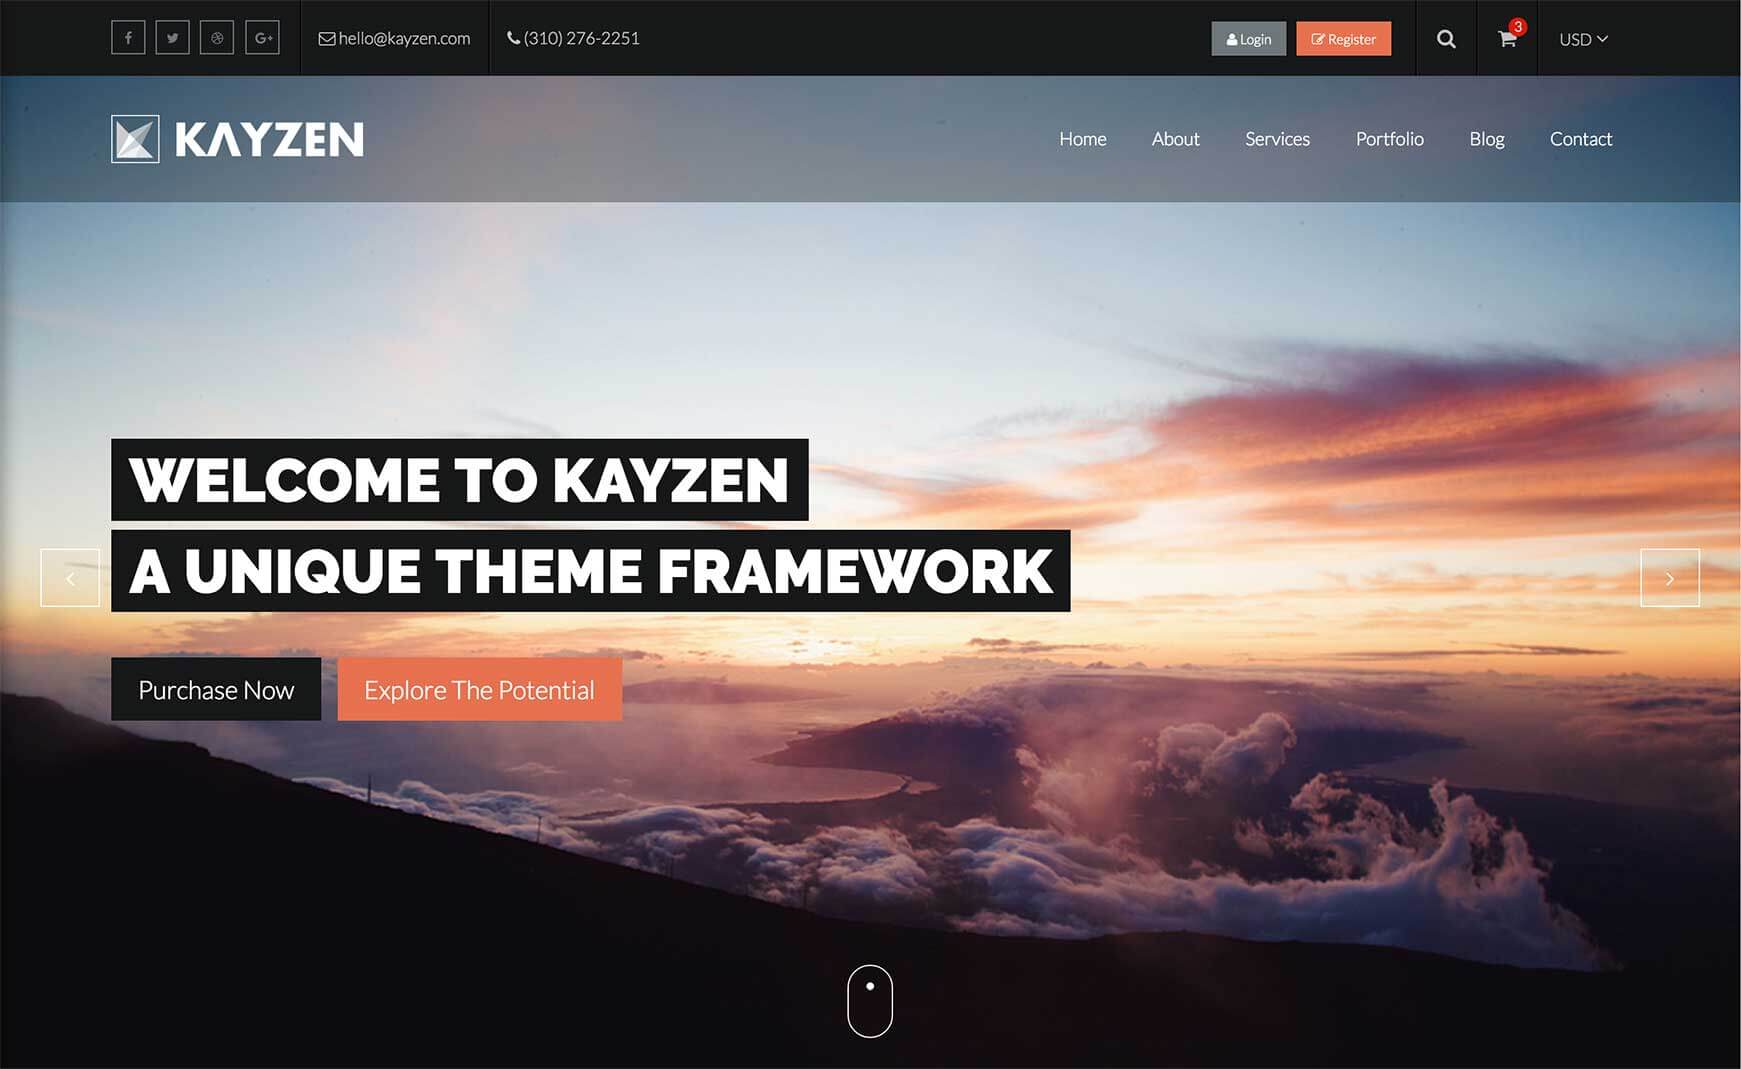 hello@kayzen.com
(310) 276-2251
Login
Register
3
USD
KAYZEN
Home
About
Services
Portfolio
Blog
Contact
WELCOME TO KAYZEN
A UNIQUE THEME FRAMEWORK
Purchase Now
Explore The Potential